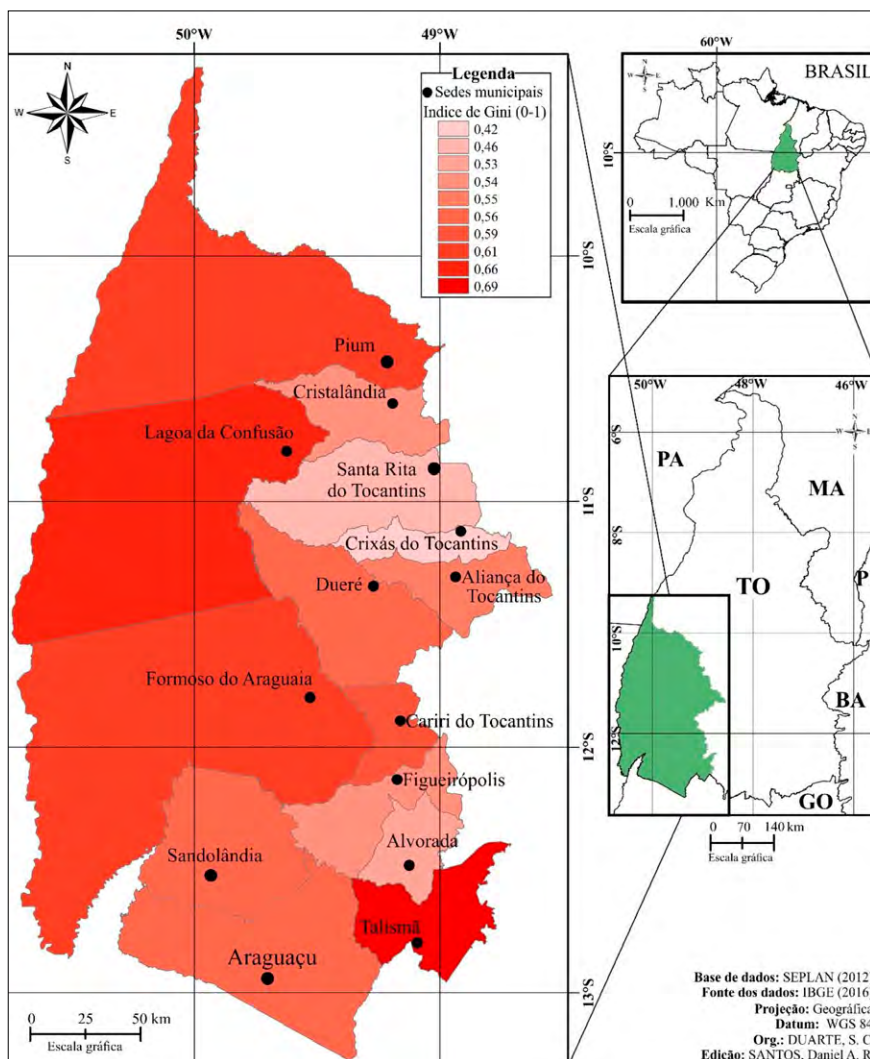 50°W
49°W
N
W
E
S
Legenda
Sedes municipais
Indice de Gini (0-1)
0,42
0,46
0,53
0,54
0,55
0,56
0,59
0,61
0,66
0,69
10°S
11°S
12°S
13°S
Pium
Cristalândia
Lagoa da Confusão
Santa Rita
do Tocantins
Crixás do Tocantins
Dueré
Aliança do
Tocantins
Formoso do Araguaia
Cariri do Tocantins
Figueirópolis
Alvorada
Sandolândia
Talismã
Araguaçu
0 25 50 km
Escala gráfica
60°W
N
W
E
S
BRASIL
10°S
0 1.000 Km
Escala gráfica
50°W
48°W
46°W
W
S
6°S
8°S
10°S
12°S
PA
MA
TO
P
BA
GO
0 70 140 km
Escala gráfica
Base de dados: SEPLAN (2012
Fonte dos dados: IBGE (2016)
Projeção: Geográfica
Datum: WGS 84
Org.: DUARTE, S. C
Edição: SANTOS, Daniel A. R